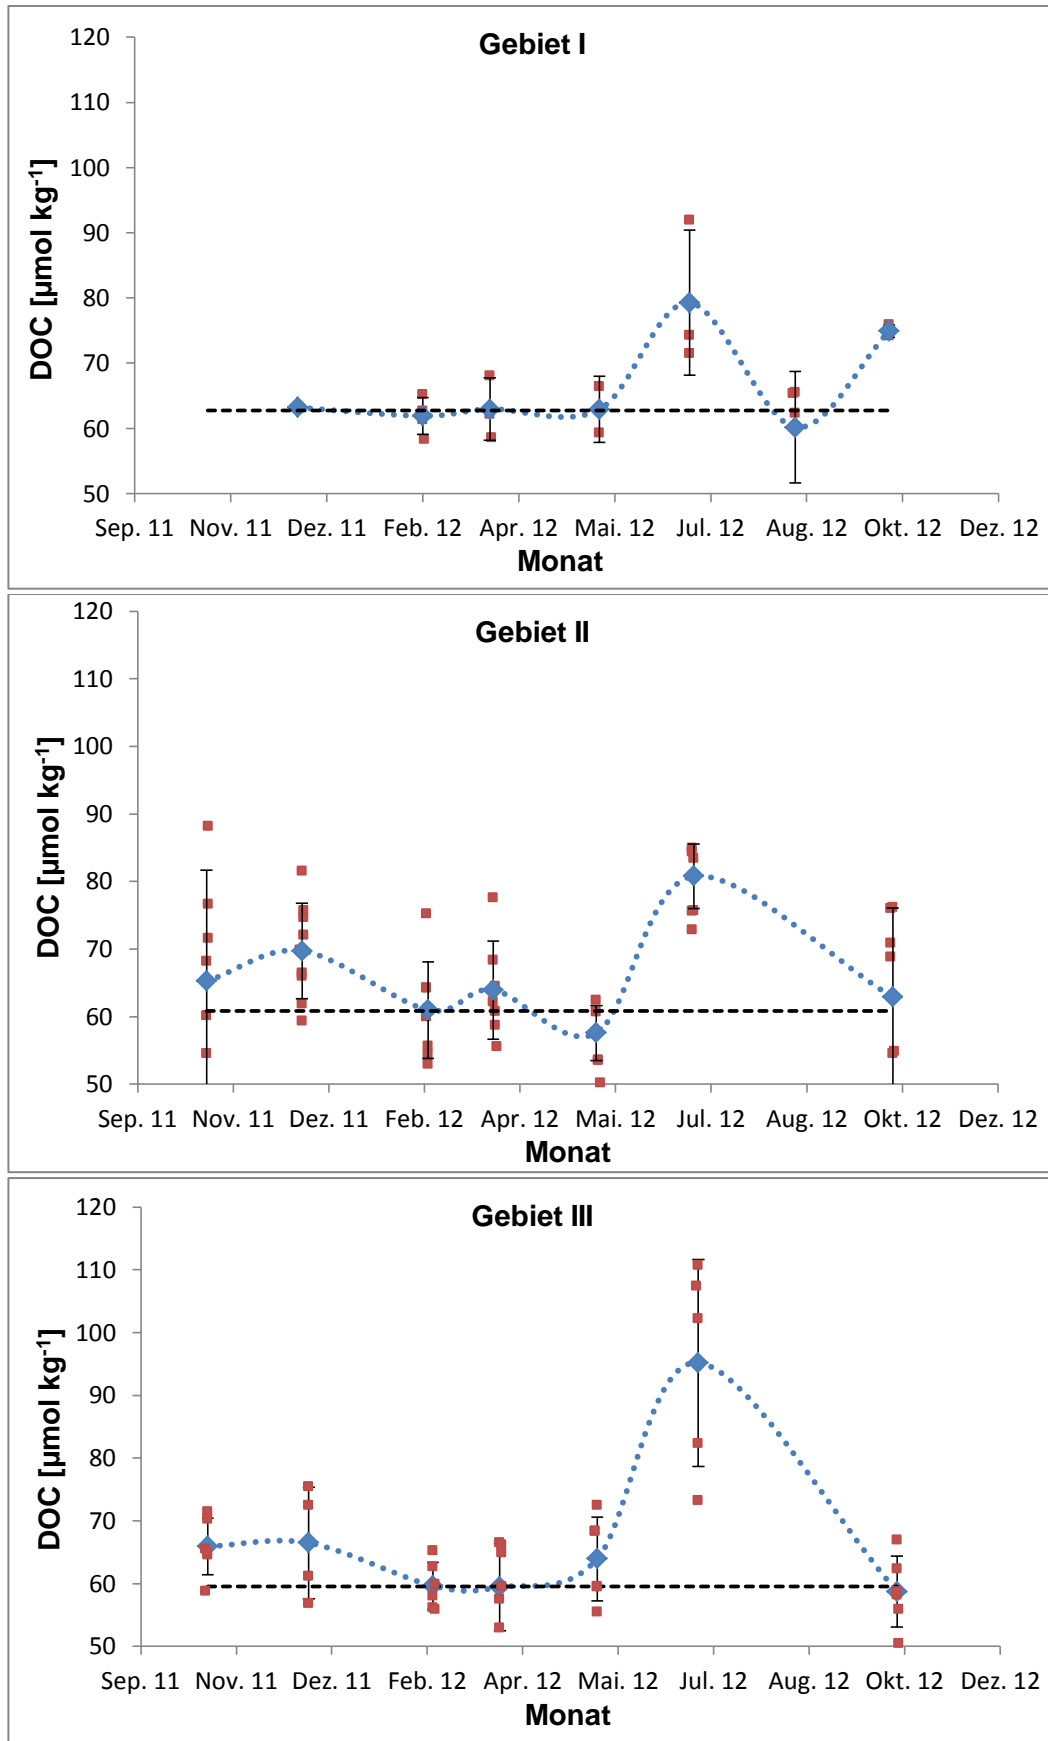 Gebiet I
120
110
100
90
80
70
60
50
DOC [µmol kg-1]
Sep. 11 Nov. 11 Dez. 11 Feb. 12 Apr. 12 Mai. 12 Jul. 12 Aug. 12 Okt. 12 Dez. 12
Monat
Gebiet II
120
110
100
90
80
70
60
50
DOC [µmol kg-1]
Sep. 11 Nov. 11 Dez. 11 Feb. 12 Apr. 12 Mai. 12 Jul. 12 Aug. 12 Okt. 12 Dez. 12
Monat
Gebiet III
120
110
100
90
80
70
60
50
DOC [µmol kg-1]
Sep. 11 Nov. 11 Dez. 11 Feb. 12 Apr. 12 Mai. 12 Jul. 12 Aug. 12 Okt. 12 Dez. 12
Monat